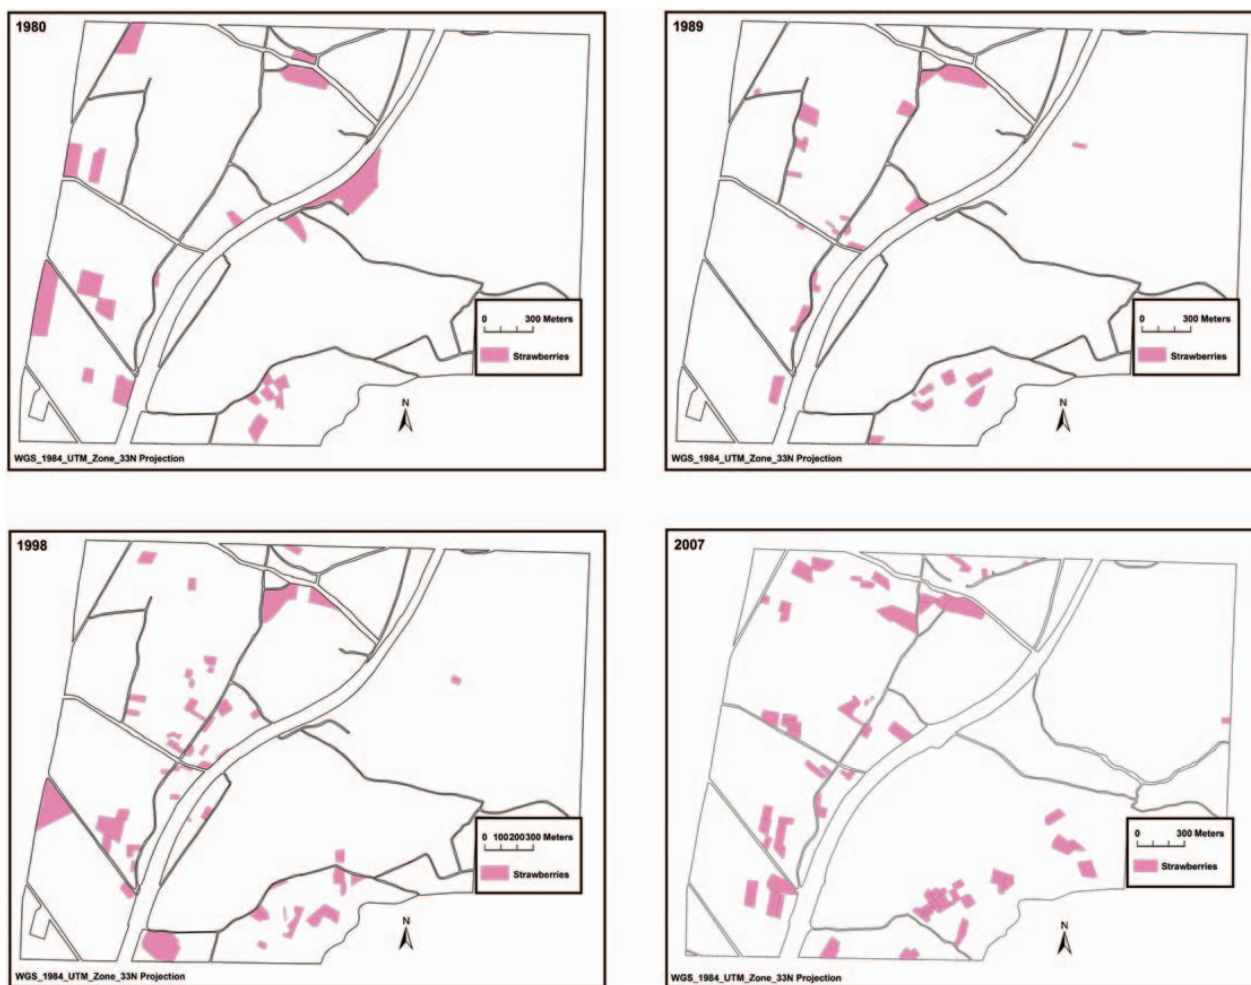 1980
N
0 300 Meters
Strawberries
WGS_1984_UTM_Zone_33N Projection
1989
N
0 300 Meters
Strawberries
WGS_1984_UTM_Zone_33N Projection
1998
N
0 100200300 Meters
Strawberries
WGS_1984_UTM_Zone_33N Projection
2007
N
0 300 Meters
Strawberries
WGS_1984_UTM_Zone_33N Projection